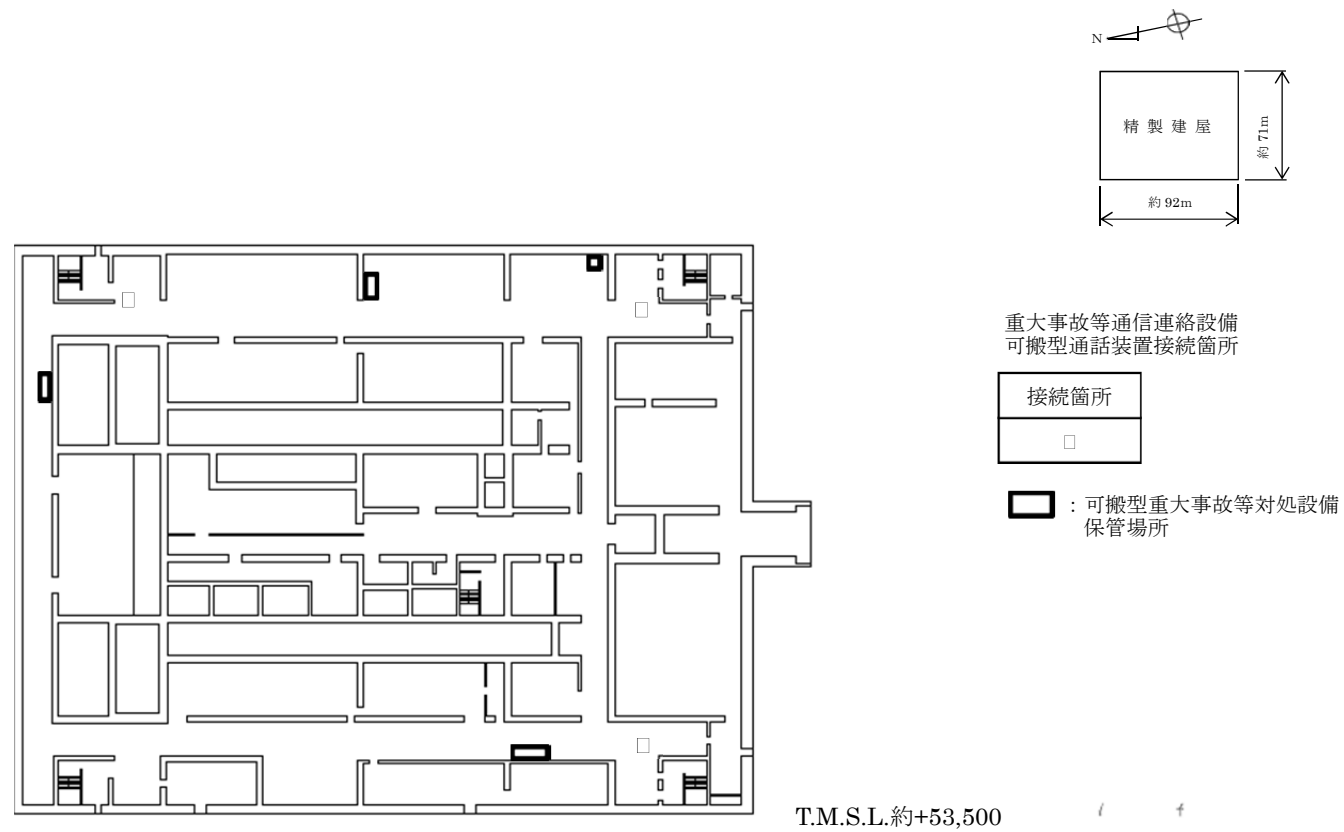 N
精製建屋
約71m
約92m
重大事故等通信連絡設備
可搬型通話装置接続箇所
接続箇所
：可搬型重大事故等対処設備
保管場所
T.M.S.L.約+53,500